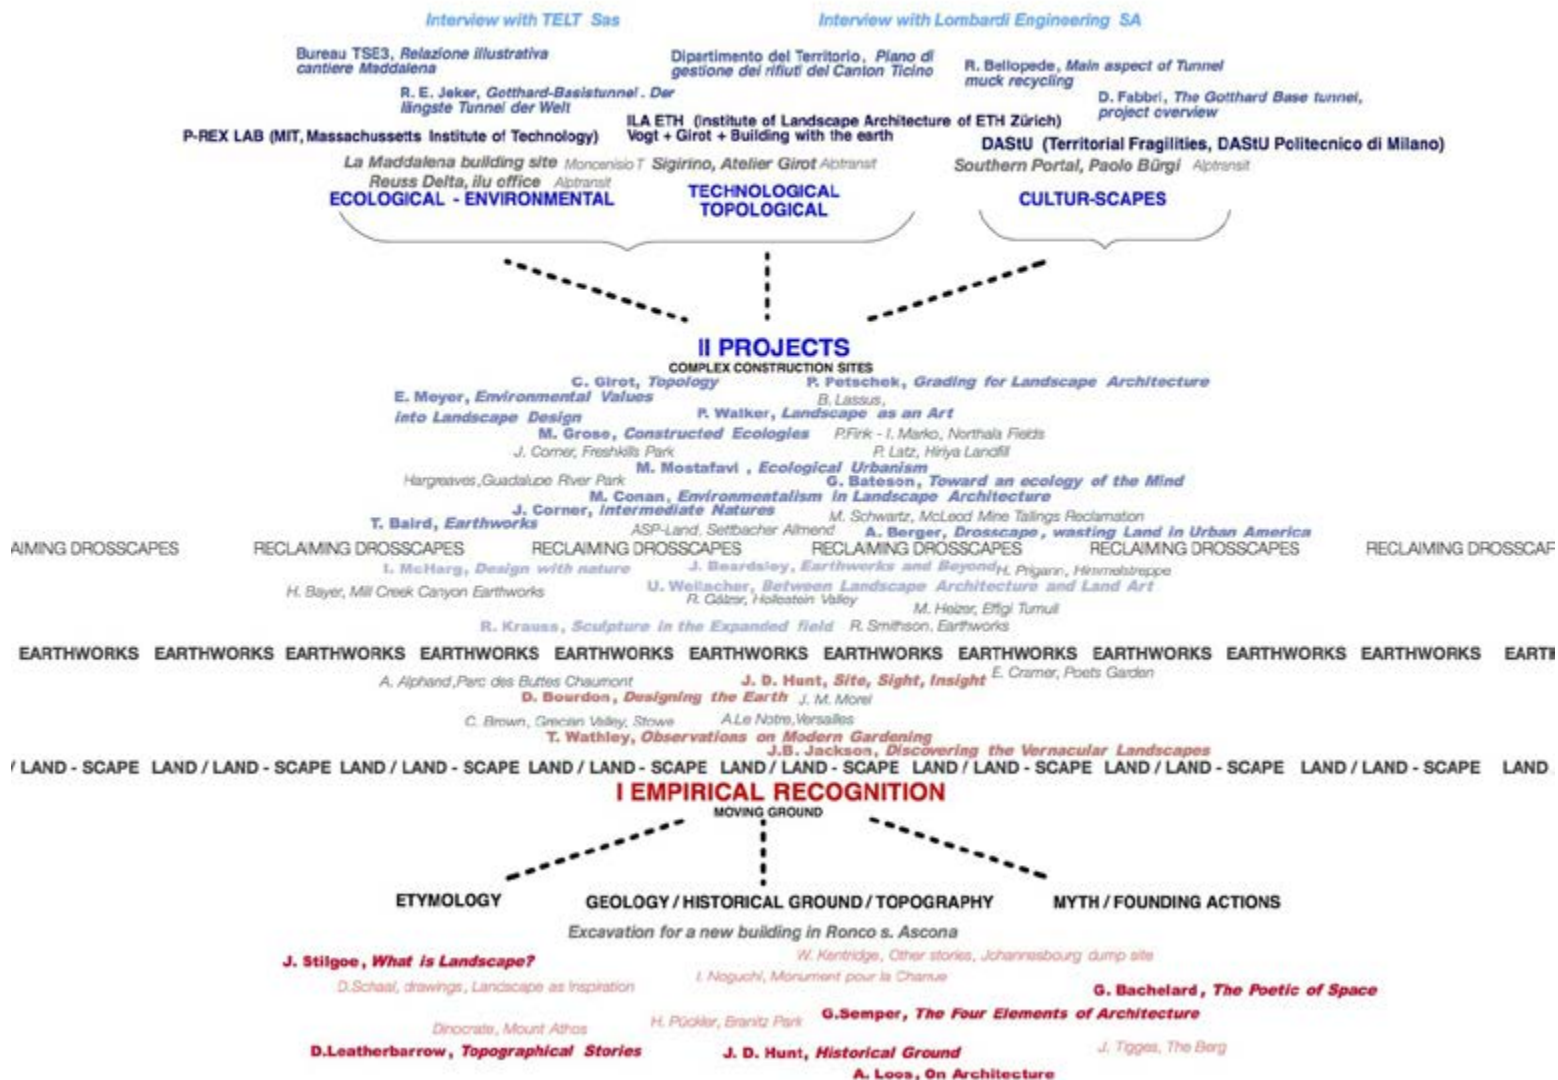 Interview with TELT Sas
Interview with Lombardi Engineering SA
Bureau TSE3, Relazione illustrativa
cantiere Maddalena
Dipartimento del Territorio, Piano di
gestione dei rifiuti del Canton Ticino
R. Bellopede, Main aspect of Tunnel
muck recycling
R. E. Jeker, Gotthard-Basistunnel. Der
längste Tunnel der Welt
D. Fabbri, The Gotthard Base tunnel,
project overview
P-REX LAB (MIT, Massachussetts Institute of Technology)
ILA ETH (Institute of Landscape Architecture of ETH Zürich)
Vogt + Girot + Building with the earth
DAStU (Territorial Fragilities, DAStU Politecnico di Milano)
La Maddalena building site Moncenisio T
Sigirino, Atelier Girot Alptransit
Southern Portal, Paolo Bürgi Alptransit
Reuss Delta, ilu office Alptransit
ECOLOGICAL - ENVIRONMENTAL
TECHNOLOGICAL
TOPOLOGICAL
CULTUR-SCAPES
II PROJECTS
COMPLEX CONSTRUCTION SITES
C. Girot, Topology
P. Petschek, Grading for Landscape Architecture
E. Meyer, Environmental Values
into Landscape Design
B. Lassus,
P. Walker, Landscape as an Art
M. Grose, Constructed Ecologies
P.Fink - I. Marko, Northala Fields
J. Corner, Freshkills Park
P. Latz, Hiriya Landfill
M. Mostafavi , Ecological Urbanism
Hargreaves,Guadalupe River Park
G. Bateson, Toward an ecology of the Mind
M. Conan, Environmentalism in Landscape Architecture
J. Corner, Intermediate Natures
M. Schwartz, McLeod Mine Tailings Reclamation
T. Baird, Earthworks
ASP-Land, Settbacher Allmend
A. Berger, Drosscape , wasting Land in Urban America
AIMING DROSSCAPES RECLAIMING DROSSCAPES RECLAIMING DROSSCAPES RECLAIMING DROSSCAPES RECLAIMING DROSSCAPES RECLAIMING DROSSCAP
I. McHarg, Design with nature
J. Beardsley, Earthworks and Beyond
H. Prigann, Himmelstreppe
H. Bayer, Mill Creek Canyon Earthworks
U. Weilacher, Between Landscape Architecture and Land Art
R. Gälzer, Hollestein Valley
M. Heizer, Effigi Tumuli
R. Krauss, Sculpture in the Expanded field
R. Smithson, Earthworks
EARTHWORKS EARTHWORKS EARTHWORKS EARTHWORKS EARTHWORKS EARTHWORKS EARTHWORKS EARTHWORKS EARTHWORKS EARTHWORKS EARTHWORKS EARTH
A. Alphand,Parc des Buttes Chaumont
J. D. Hunt, Site, Sight, Insight
E. Cramer, Poets Garden
D. Bourdon, Designing the Earth
J. M. Morel
C. Brown, Grecian Valley, Stowe
A.Le Notre,Versailles
T. Wathley, Observations on Modern Gardening
J.B. Jackson, Discovering the Vernacular Landscapes
/ LAND - SCAPE LAND / LAND - SCAPE LAND / LAND - SCAPE LAND / LAND - SCAPE LAND / LAND - SCAPE LAND / LAND - SCAPE LAND / LAND - SCAPE LAND / LAND - SCAPE LAND
I EMPIRICAL RECOGNITION
MOVING GROUND
ETYMOLOGY
GEOLOGY / HISTORICAL GROUND / TOPOGRAPHY
MYTH / FOUNDING ACTIONS
Excavation for a new building in Ronco s. Ascona
J. Stilgoe, What is Landscape?
W. Kentridge, Other stories, Johannesbourg dump site
D.Schaal, drawings, Landscape as Inspiration
I. Noguchi, Monument pour la Charrue
G. Bachelard, The Poetic of Space
G.Semper, The Four Elements of Architecture
Dinocrate, Mount Athos
H. Pückler, Branitz Park
D.Leatherbarrow, Topographical Stories
J. D. Hunt, Historical Ground
J. Tigges, The Berg
A. Loos, On Architecture